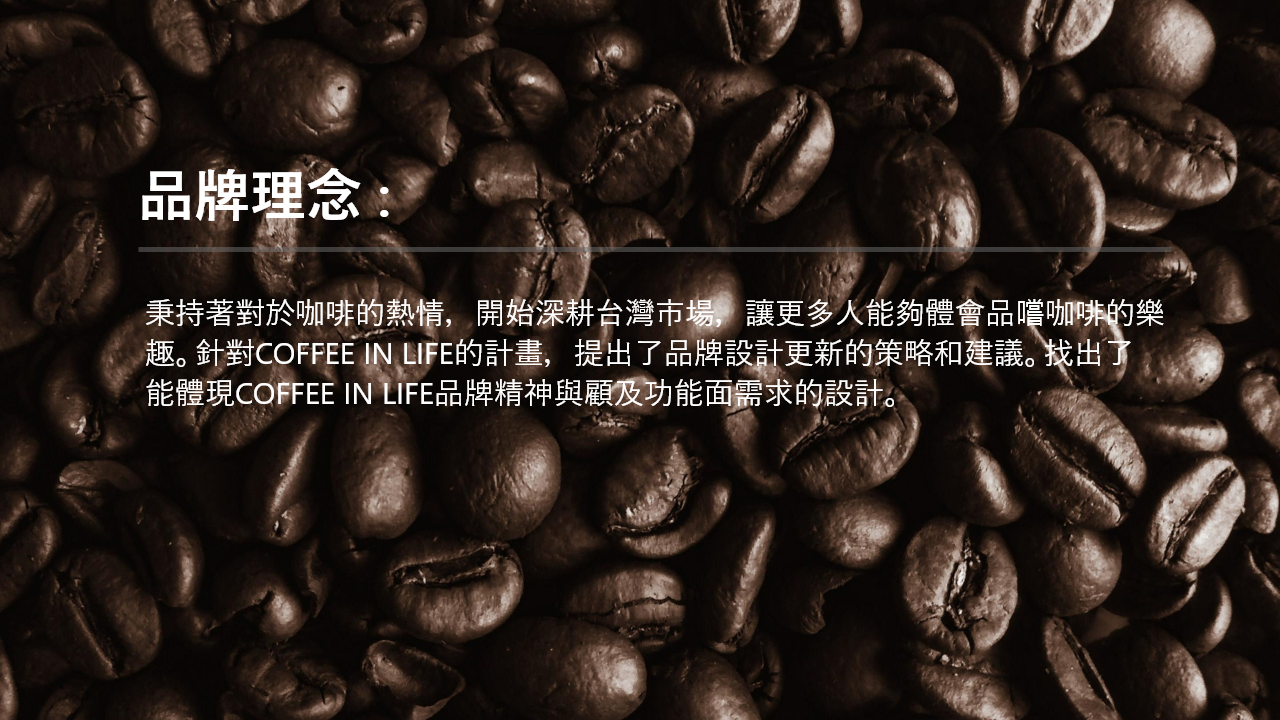 品牌理念 :
秉持著對於咖啡的熱情，開始深耕台灣市場，讓更多人能夠體會品嚐咖啡的樂
趣。針對COFFEE IN LIFE的計畫，提出了品牌設計更新的策略和建議。找出了
能體現COFFEE IN LIFE品牌精神與顧及功能面需求的設計。